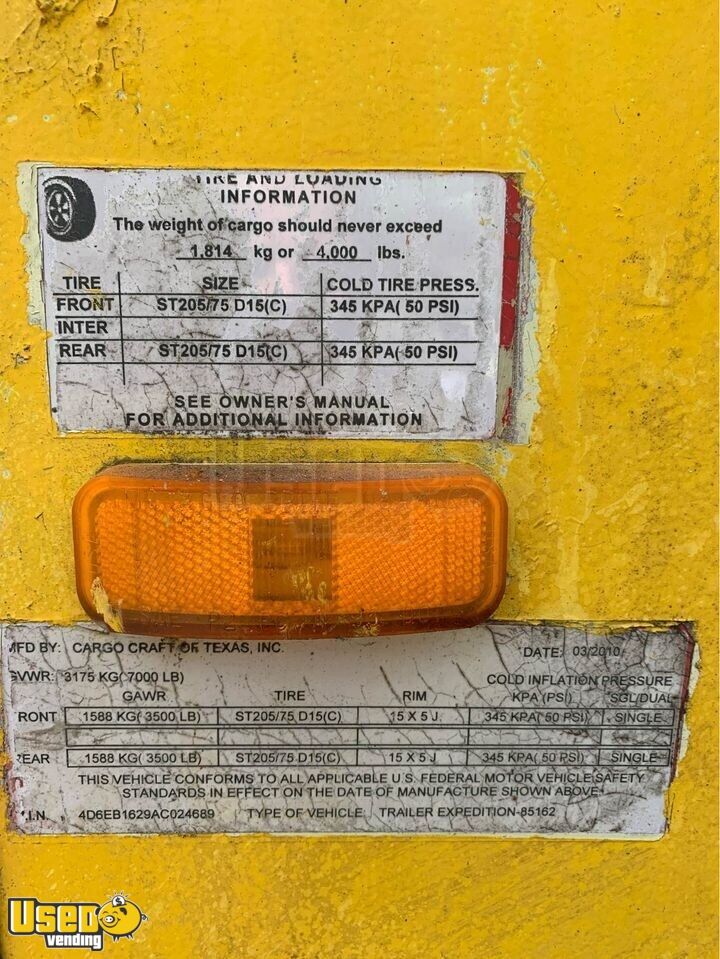 TIRE AND LOADING
INFORMATION
The weight of cargo should never exceed
1.814 kg or 4.000 lbs.
TIRE SIZE COLD TIRE PRESS.
FRONT ST205/75 D15(C) 345 KPA( 50 PSI)
INTER
REAR ST205/75 D15(C) 345 KPA( 50 PSI)
SEE OWNER'S MANUAL
FOR ADDITIONAL INFORMATION
MFD BY: CARGO CRAFT OF TEXAS, INC. DATE: 03/2010
GVWR: 3175 KG( 7000 LB) COLD INFLATION PRESSURE
GAWR TIRE RIM KPA (PSI) SGL/DUAL
FRONT 1588 KG( 3500 LB) ST205/75 D15(C) 15 X 5 J 345 KPA( 50 PSI) SINGLE
REAR 1588 KG( 3500 LB) ST205/75 D15(C) 15 X 5 J 345 KPA( 50 PSI) SINGLE
THIS VEHICLE CONFORMS TO ALL APPLICABLE U.S. FEDERAL MOTOR VEHICLE SAFETY
STANDARDS IN EFFECT ON THE DATE OF MANUFACTURE SHOWN ABOVE
V.I.N. 4D6EB1629AC024689 TYPE OF VEHICLE TRAILER EXPEDITION-85162
Used
vending